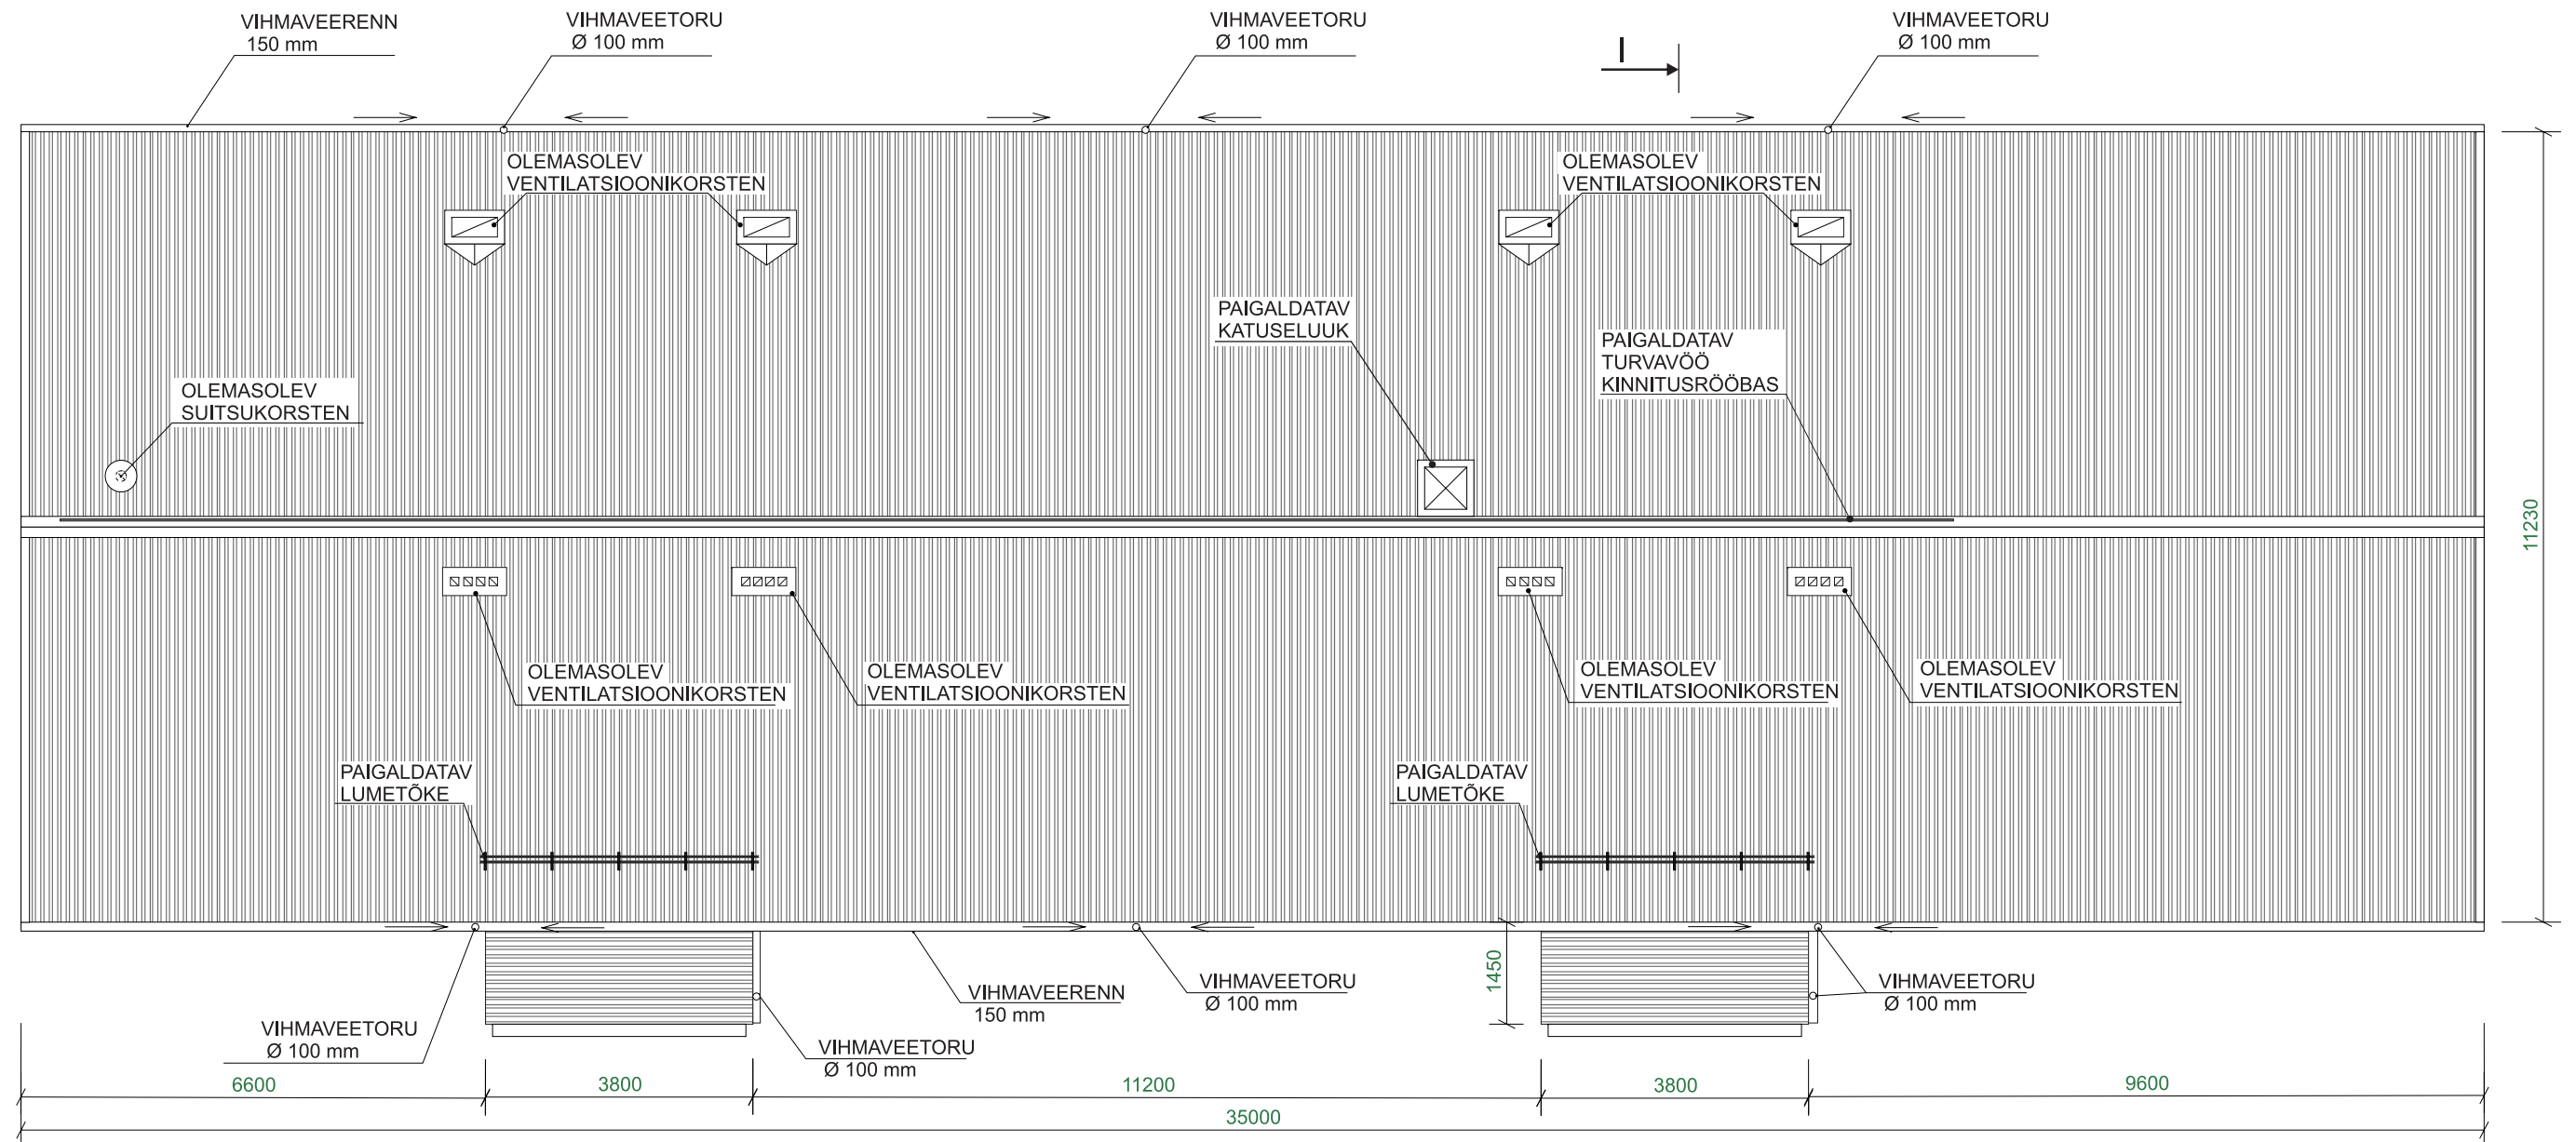 VIHMAVEERENN
150 mm
VIHMAVEETORU
Ø 100 mm
VIHMAVEETORU
Ø 100 mm
I
VIHMAVEETORU
Ø 100 mm
OLEMASOLEV
VENTILATSIOONIKORSTEN
OLEMASOLEV
VENTILATSIOONIKORSTEN
PAIGALDATAV
KATUSELUUK
PAIGALDATAV
TURVAVÖÖ
KINNITUSRÖÖBAS
OLEMASOLEV
SUITSUKORSTEN
11230
OLEMASOLEV
VENTILATSIOONIKORSTEN
OLEMASOLEV
VENTILATSIOONIKORSTEN
OLEMASOLEV
VENTILATSIOONIKORSTEN
OLEMASOLEV
VENTILATSIOONIKORSTEN
PAIGALDATAV
LUMETÕKE
PAIGALDATAV
LUMETÕKE
1450
VIHMAVEETORU
Ø 100 mm
VIHMAVEETORU
Ø 100 mm
VIHMAVEERENN
150 mm
VIHMAVEETORU
Ø 100 mm
VIHMAVEETORU
Ø 100 mm
6600
3800
11200
3800
9600
35000